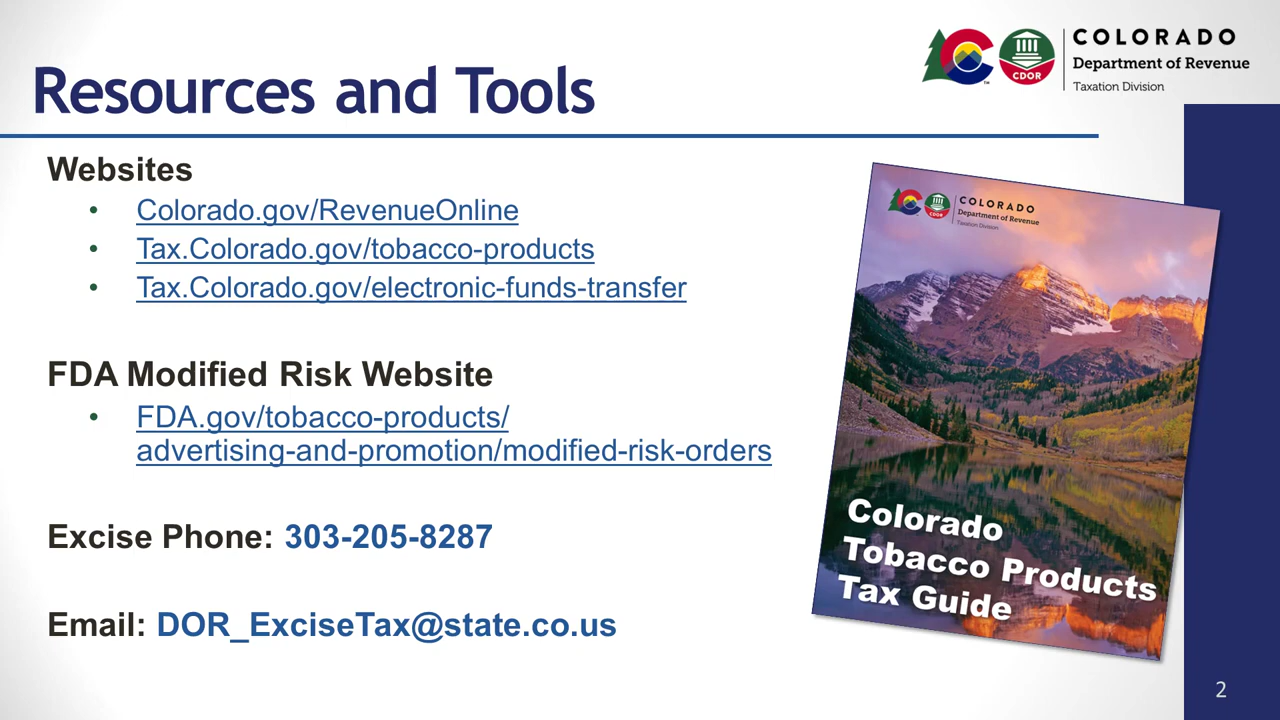 Resources and Tools
CDOR
COLORADO
Department of Revenue
Taxation Division
Websites
• Colorado.gov/RevenueOnline
• Tax.Colorado.gov/tobacco-products
• Tax.Colorado.gov/electronic-funds-transfer
FDA Modified Risk Website
• FDA.gov/tobacco-products/
advertising-and-promotion/modified-risk-orders
Excise Phone: 303-205-8287
Email: DOR_ExciseTax@state.co.us
CDOR
COLORADO
Department of Revenue
Taxation Division
Colorado
Tobacco Products
Tax Guide
2